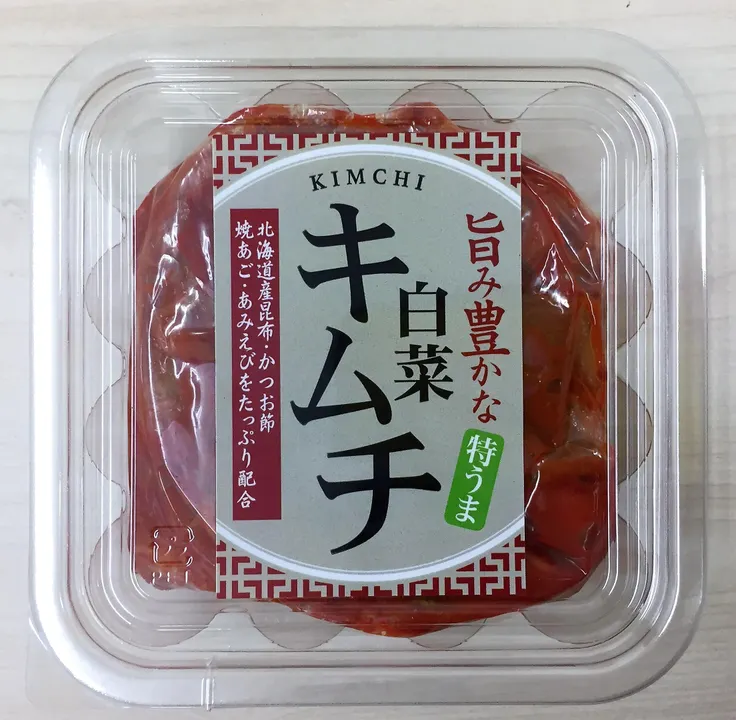 KIMCHI
旨み豊かな
白菜
キムチ
特うま
北海道産昆布・かつお節
焼あご・あみえびをたっぷり配合
PET